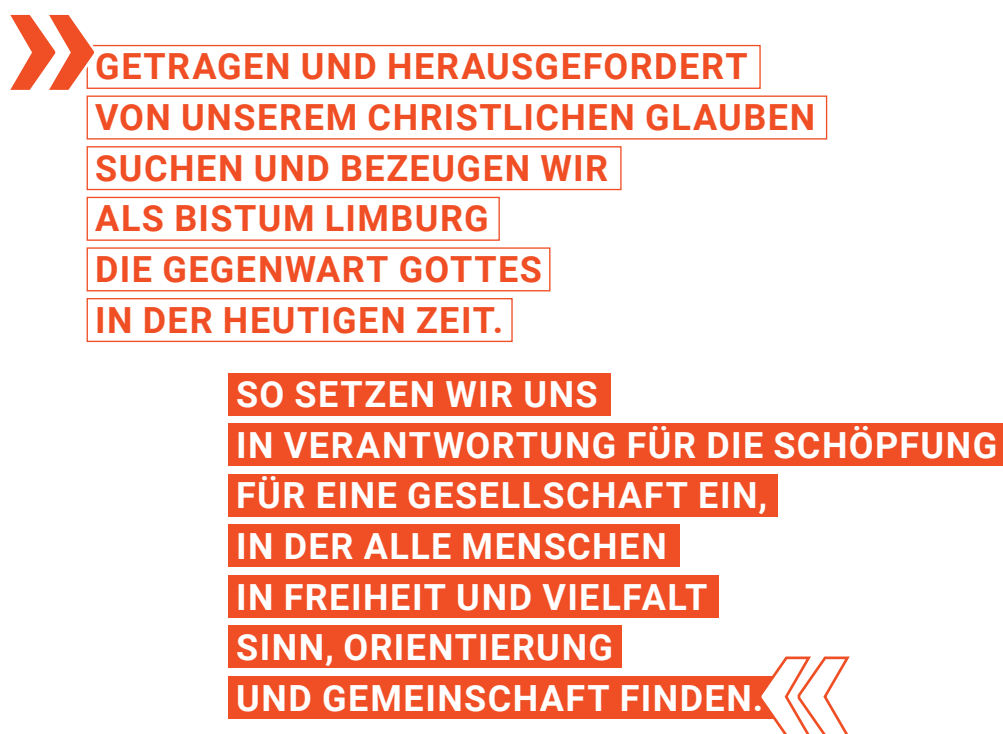 GETRAGEN UND HERAUSGEFORDERT
VON UNSEREM CHRISTLICHEN GLAUBEN
SUCHEN UND BEZEUGEN WIR
ALS BISTUM LIMBURG
DIE GEGENWART GOTTES
IN DER HEUTIGEN ZEIT.
SO SETZEN WIR UNS
IN VERANTWORTUNG FÜR DIE SCHÖPFUNG
FÜR EINE GESELLSCHAFT EIN,
IN DER ALLE MENSCHEN
IN FREIHEIT UND VIELFALT
SINN, ORIENTIERUNG
UND GEMEINSCHAFT FINDEN.